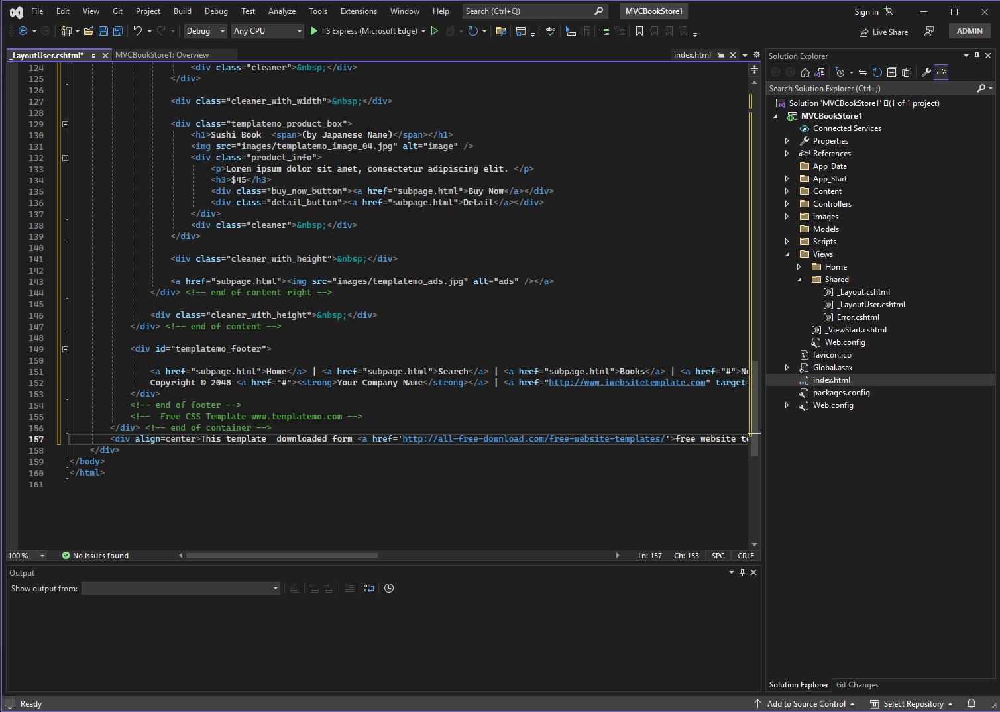 File Edit View Git Project Build Debug Test Analyze Tools Extensions Window Help Search (Ctrl+Q) MVCBookStore1 Sign in
Debug Any CPU IIS Express (Microsoft Edge) Live Share ADMIN
_LayoutUser.cshtml* MVCBookStore1: Overview index.html
124 <div class="cleaner">&nbsp;</div>
125 </div>
126
127 <div class="cleaner_with_width">&nbsp;</div>
128
129 <div class="templatemo_product_box">
130 <h1>Sushi Book  <span>(by Japanese Name)</span></h1>
131 <img src="images/templatemo_image_04.jpg" alt="image" />
132 <div class="product_info">
133 <p>Lorem ipsum dolor sit amet, consectetur adipiscing elit. </p>
134 <h3>$45</h3>
135 <div class="buy_now_button"><a href="subpage.html">Buy Now</a></div>
136 <div class="detail_button"><a href="subpage.html">Detail</a></div>
137 </div>
138 <div class="cleaner">&nbsp;</div>
139 </div>
140
141 <div class="cleaner_with_height">&nbsp;</div>
142
143 <a href="subpage.html"><img src="images/templatemo_ads.jpg" alt="ads" /></a>
144 </div> <!-- end of content right -->
145
146 <div class="cleaner_with_height">&nbsp;</div>
147 </div> <!-- end of content -->
148
149 <div id="templatemo_footer">
150
151 <a href="subpage.html">Home</a> | <a href="subpage.html">Search</a> | <a href="subpage.html">Books</a> | <a href="#">Ne
152 Copyright © 2048 <a href="#"><strong>Your Company Name</strong></a> | <a href="http://www.iwebsitetemplate.com" target=
153 </div>
154 <!-- end of footer -->
155 <!--  Free CSS Template www.templatemo.com -->
156 </div> <!-- end of container -->
157 <div align=center>This template  downloaded form <a href='http://all-free-download.com/free-website-templates/'>free website te
158 </div>
159 </body>
160 </html>
161
100 % No issues found Ln: 157 Ch: 153 SPC CRLF
Output
Show output from:
Solution Explorer
Search Solution Explorer (Ctrl+;)
Solution 'MVCBookStore1' (1 of 1 project)
MVCBookStore1
Connected Services
Properties
References
App_Data
App_Start
Content
Controllers
images
Models
Scripts
Views
Home
Shared
_Layout.cshtml
_LayoutUser.cshtml
Error.cshtml
_ViewStart.cshtml
Web.config
favicon.ico
Global.asax
index.html
packages.config
Web.config
Solution Explorer Git Changes
Ready Add to Source Control Select Repository